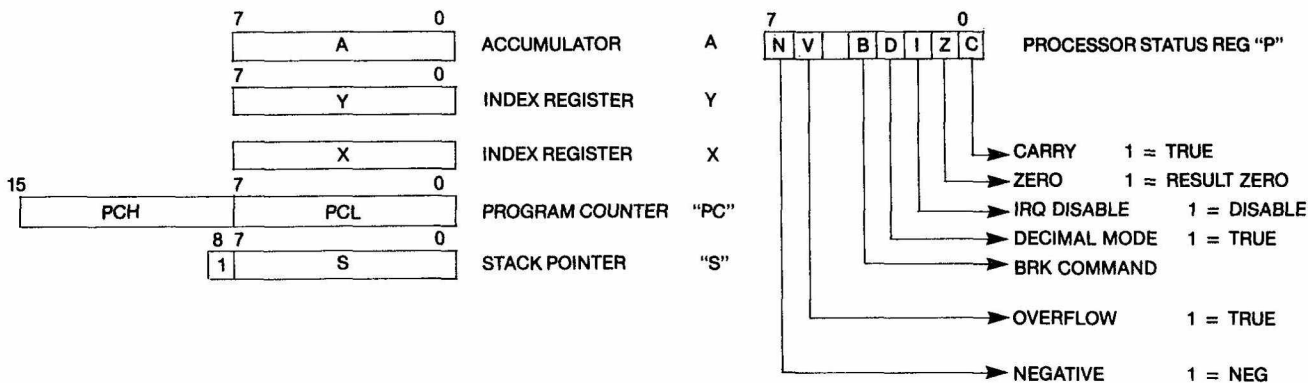 7 0
A ACCUMULATOR A
7 0
Y INDEX REGISTER Y
X INDEX REGISTER X
15 7 0
PCH PCL PROGRAM COUNTER "PC"
8 7 0
1 S STACK POINTER "S"
7 0
N V B D I Z C PROCESSOR STATUS REG "P"
CARRY 1 = TRUE
ZERO 1 = RESULT ZERO
IRQ DISABLE 1 = DISABLE
DECIMAL MODE 1 = TRUE
BRK COMMAND
OVERFLOW 1 = TRUE
NEGATIVE 1 = NEG